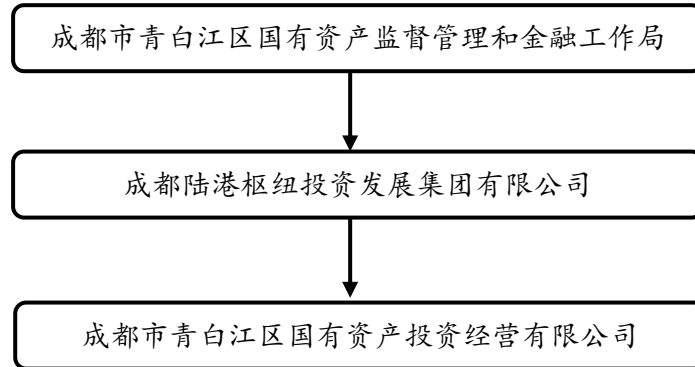 成都市青白江区国有资产监督管理和金融工作局
成都陆港枢纽投资发展集团有限公司
成都市青白江区国有资产投资经营有限公司